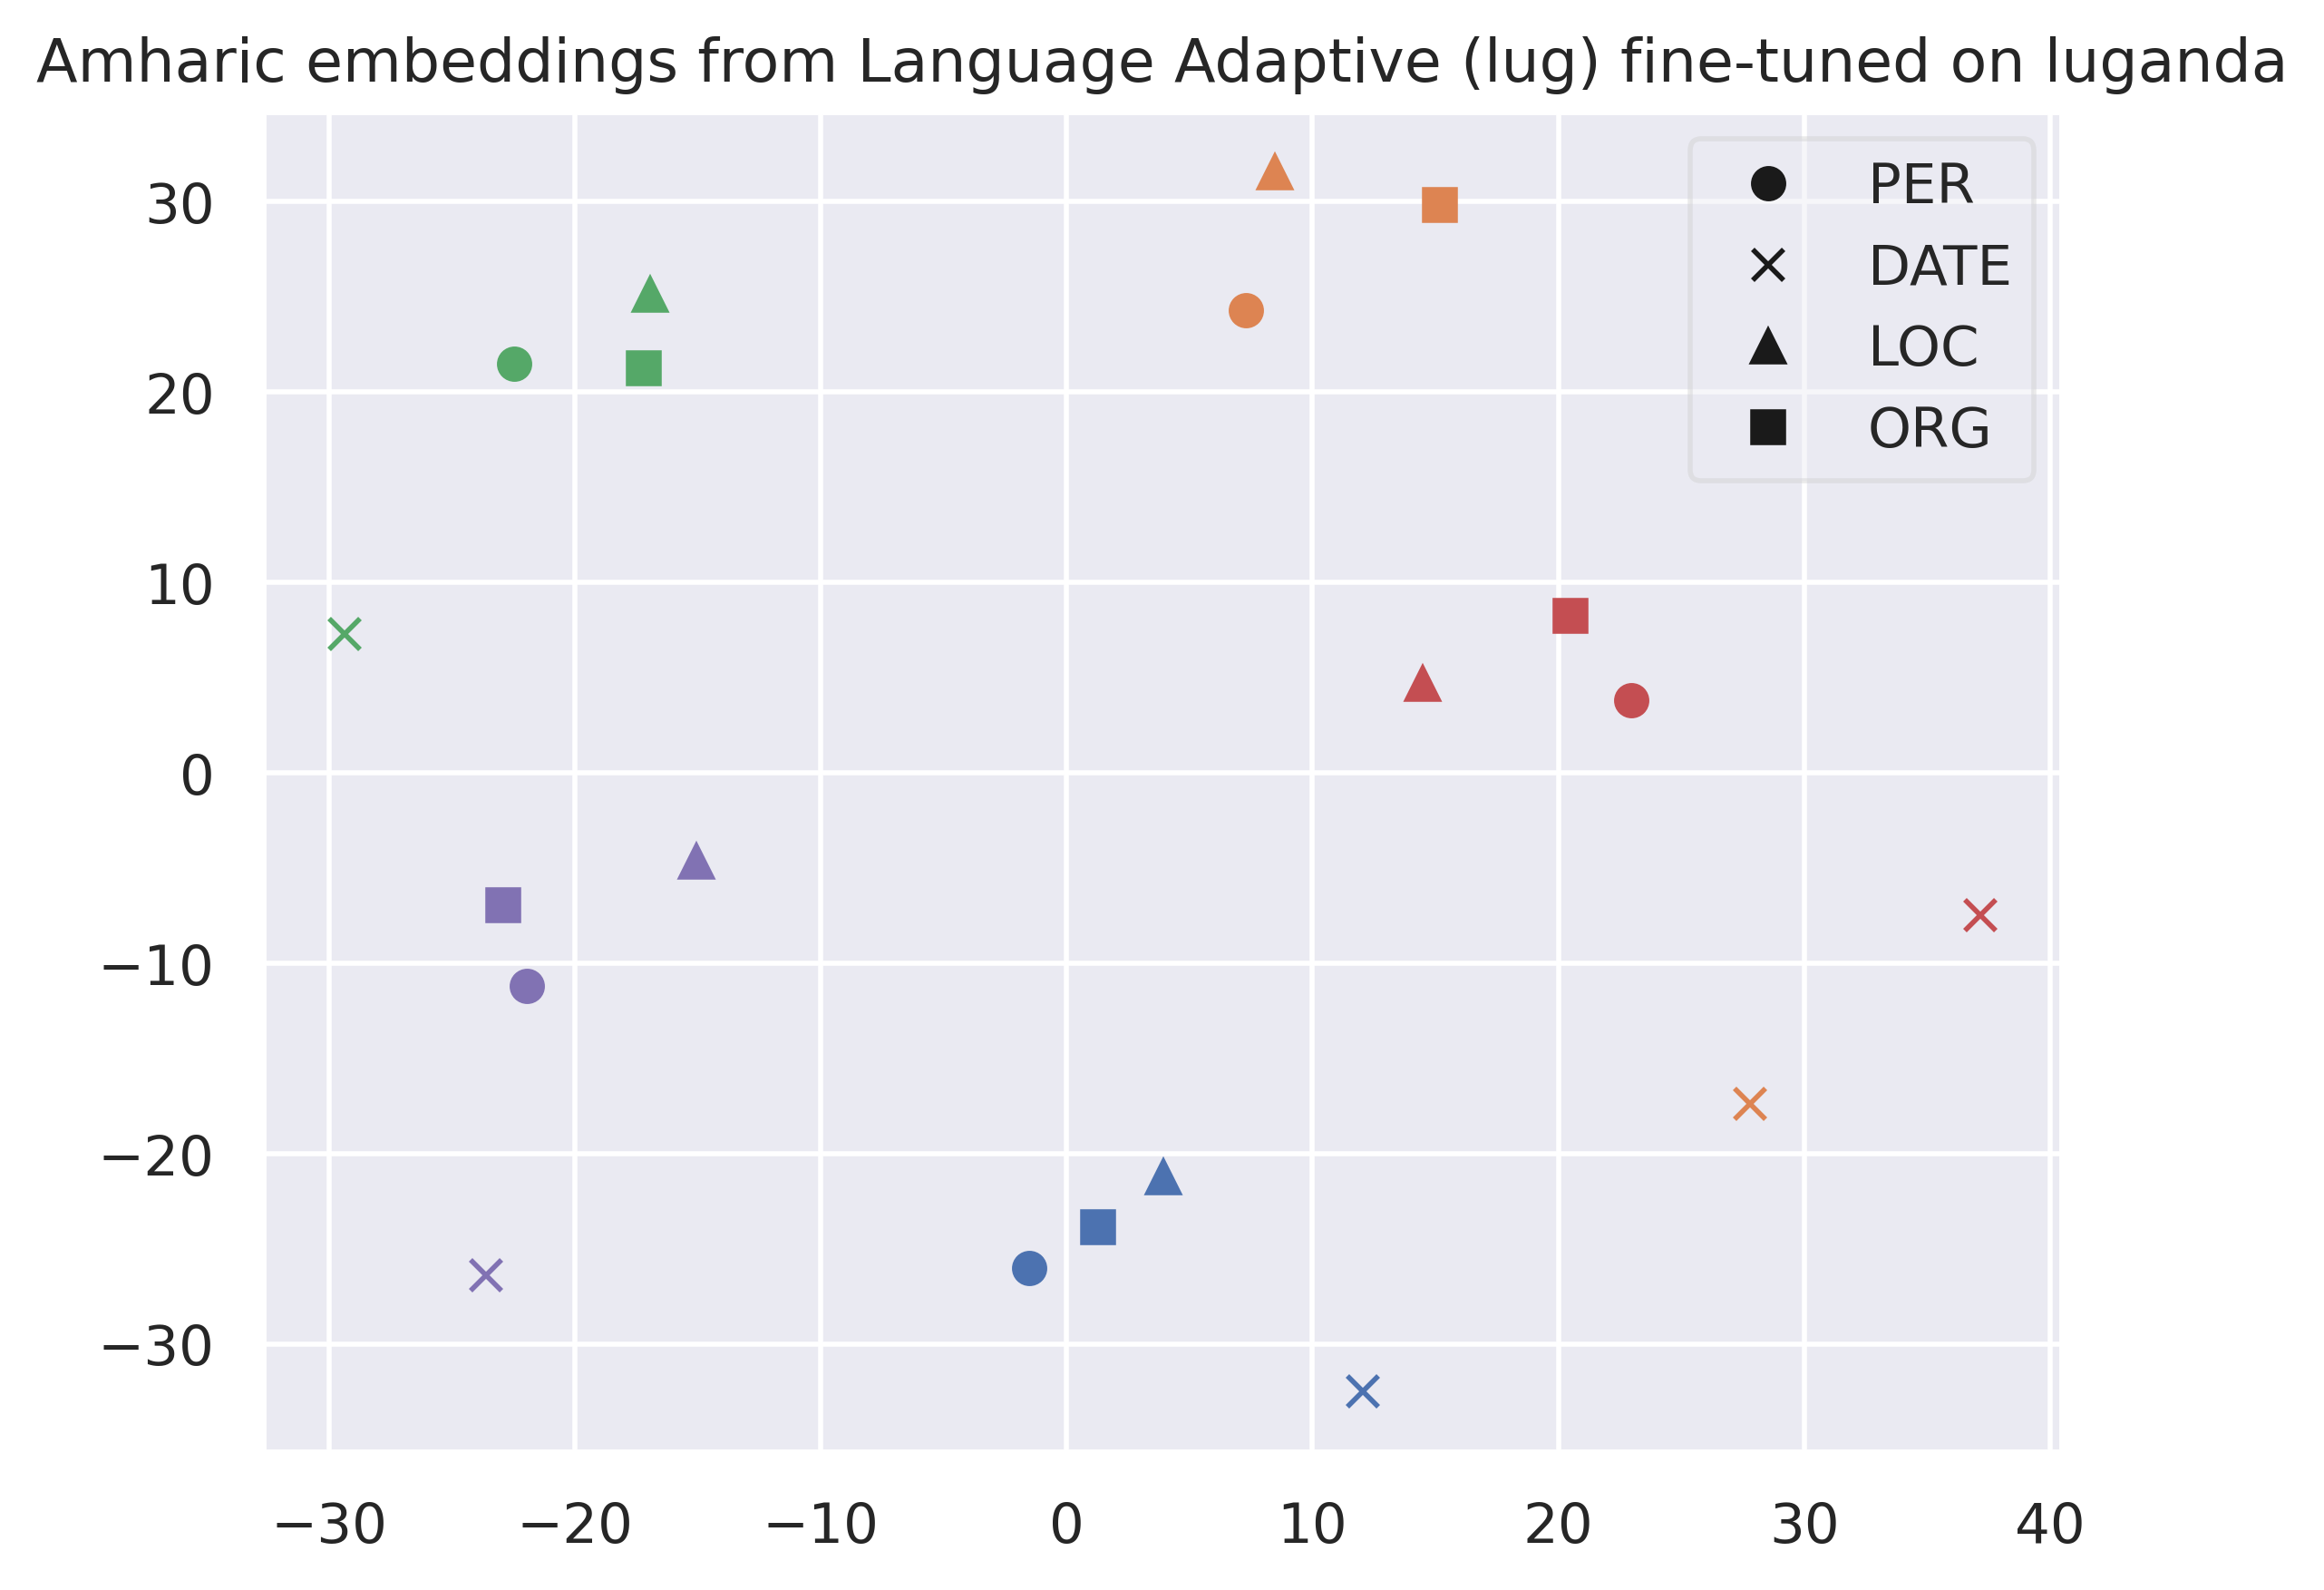 Amharic embeddings from Language Adaptive (lug) fine-tuned on luganda
PER
DATE
LOC
ORG
30
20
10
0
−10
−20
−30
−30 −20 −10 0 10 20 30 40